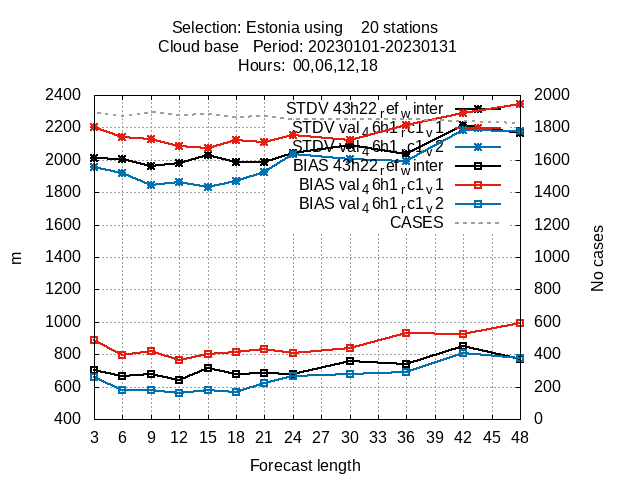 Selection: Estonia using    20 stations
Cloud base   Period: 20230101-20230131
Hours: 00,06,12,18
2400 2000
2200 1800
2000 1600
1800 1400
1600 1200
1400 1000
1200 800
1000 600
800 400
600 200
400 0
STDV 43h22_ref_winter
STDV val_46h1_rc1_v1
STDV val_46h1_rc1_v2
BIAS 43h22_ref_winter
BIAS val_46h1_rc1_v1
BIAS val_46h1_rc1_v2
CASES
m
No cases
3 6 9 12 15 18 21 24 27 30 33 36 39 42 45 48
Forecast length